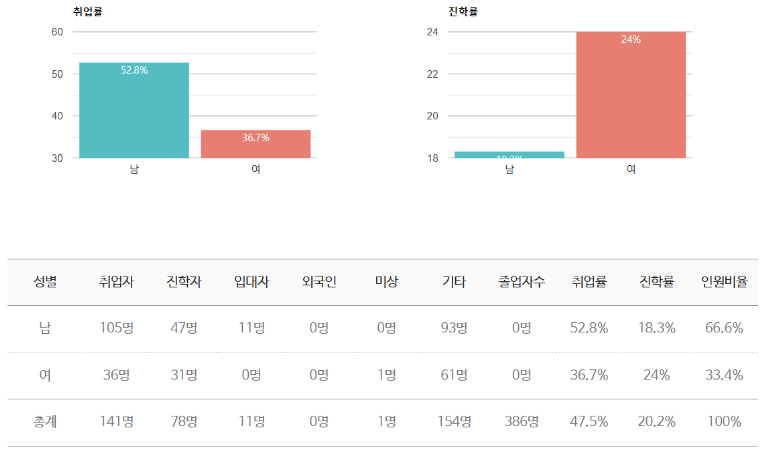 취업률
60
50
40
30
52.8%
36.7%
남
여
진학률
24
22
20
18
24%
남
여
성별 취업자 진학자 입대자 외국인 미상 기타 졸업자수 취업률 진학률 인원비율
남 105명 47명 11명 0명 0명 93명 0명 52.8% 18.3% 66.6%
여 36명 31명 0명 0명 1명 61명 0명 36.7% 24% 33.4%
총계 141명 78명 11명 0명 1명 154명 386명 47.5% 20.2% 100%